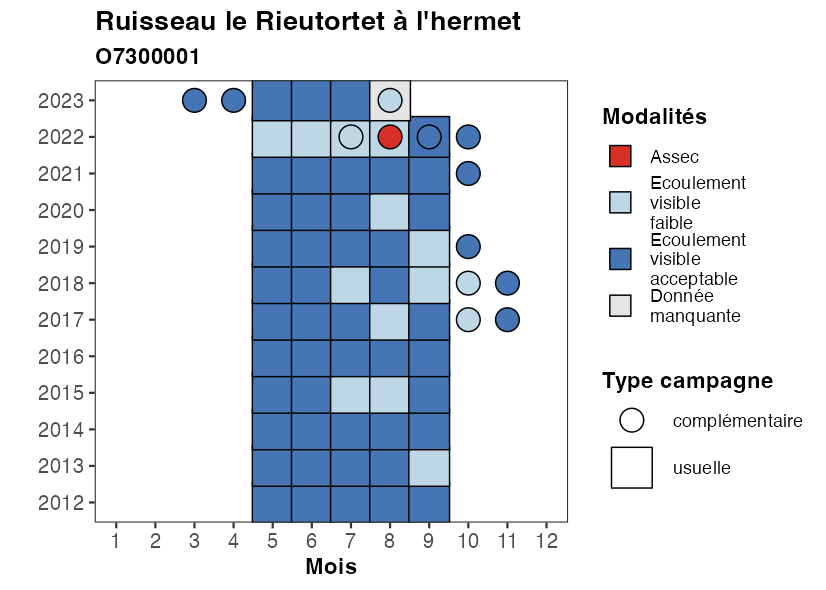 Ruisseau le Rieutortet à l'hermet
O7300001
2023
2022
2021
2020
2019
2018
2017
2016
2015
2014
2013
2012
1 2 3 4 5 6 7 8 9 10 11 12
Mois
Modalités
Assec
Ecoulement
visible
faible
Ecoulement
visible
acceptable
Donnée
manquante
Type campagne
complémentaire
usuelle